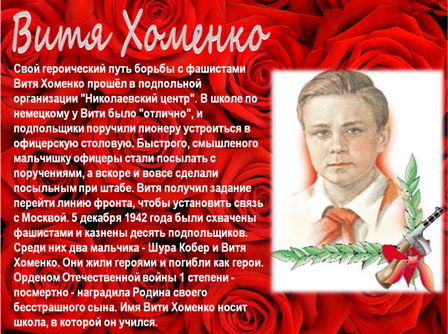 Витя Хоменко
Свой героический путь борьбы с фашистами
Витя Хоменко прошёл в подпольной
организации "Николаевский центр". В школе по
немецкому у Вити было "отлично", и
подпольщики поручили пионеру устроиться в
офицерскую столовую. Быстрого, смышленого
мальчишку офицеры стали посылать с
поручениями, а вскоре и вовсе сделали
посыльным при штабе. Витя получил задание
перейти линию фронта, чтобы установить связь
с Москвой. 5 декабря 1942 года были схвачены
фашистами и казнены десять подпольщиков.
Среди них два мальчика - Шура Кобер и Витя
Хоменко. Они жили героями и погибли как герои.
Орденом Отечественной войны 1 степени -
посмертно - наградила Родина своего
бесстрашного сына. Имя Вити Хоменко носит
школа, в которой он учился.